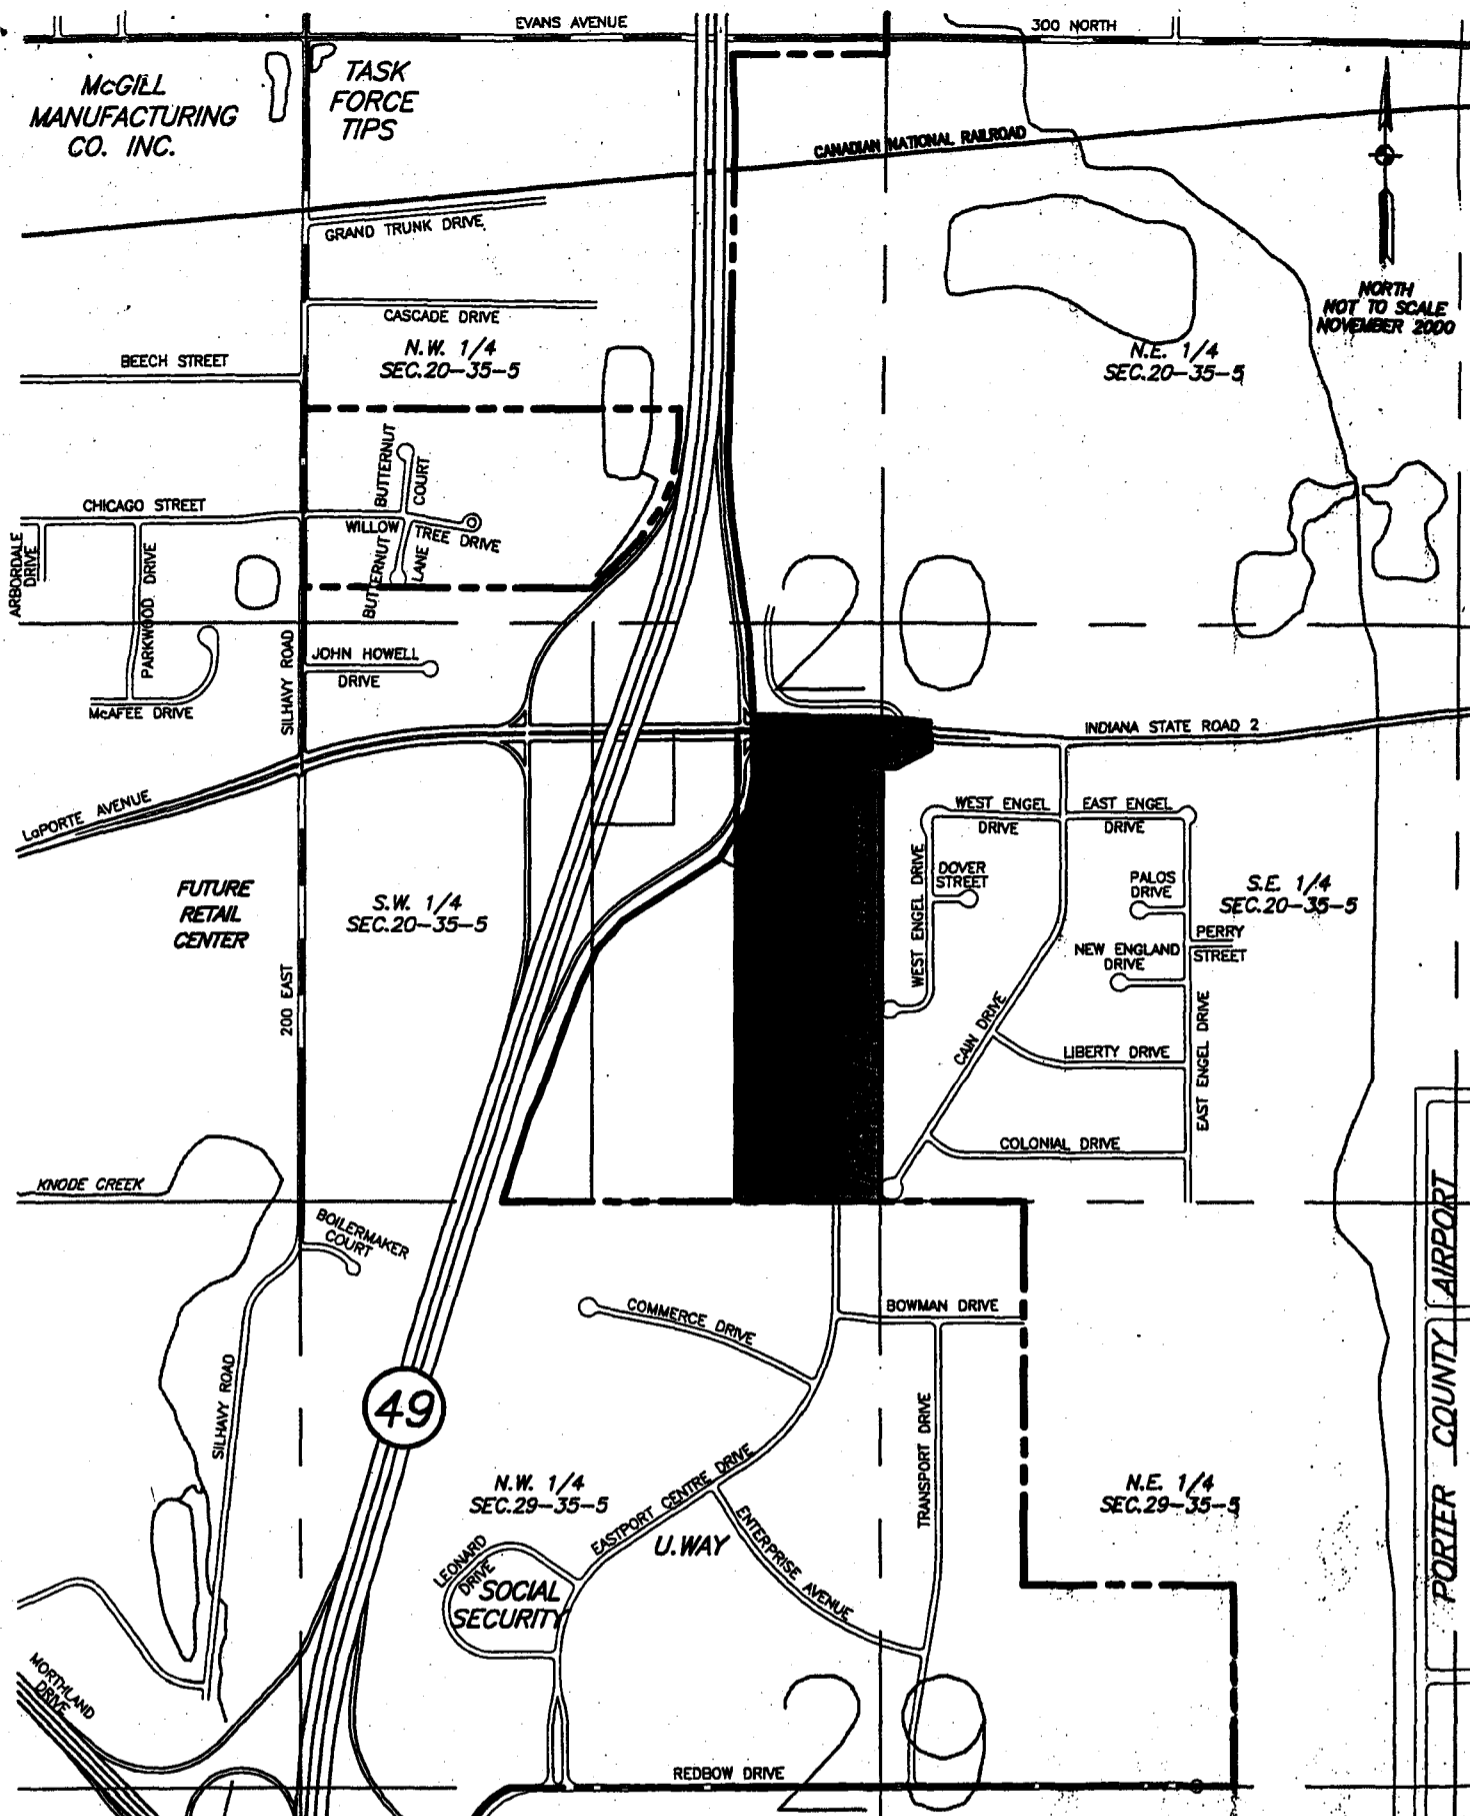 EVANS AVENUE
300 NORTH
McGILL
MANUFACTURING
CO. INC.
TASK
FORCE
TIPS
CANADIAN NATIONAL RAILROAD
GRAND TRUNK DRIVE
CASCADE DRIVE
NORTH
NOT TO SCALE
NOVEMBER 2000
BEECH STREET
N.W. 1/4
SEC.20-35-5
N.E. 1/4
SEC.20-35-5
BUTTERNUT
COURT
CHICAGO STREET
WILLOW
TREE DRIVE
ARBORDALE
DRIVE
PARKWOOD DRIVE
BUTTERNUT
LANE
20
SILHAVY ROAD
JOHN HOWELL
DRIVE
McAFEE DRIVE
INDIANA STATE ROAD 2
LaPORTE AVENUE
WEST ENGEL
DRIVE
EAST ENGEL
DRIVE
WEST ENGEL DRIVE
DOVER
STREET
PALOS
DRIVE
S.E. 1/4
SEC.20-35-5
FUTURE
RETAIL
CENTER
S.W. 1/4
SEC.20-35-5
PERRY
STREET
NEW ENGLAND
DRIVE
200 EAST
CAIN DRIVE
LIBERTY DRIVE
EAST ENGEL DRIVE
COLONIAL DRIVE
KNODE CREEK
BOILERMAKER
COURT
PORTER COUNTY AIRPORT
COMMERCE DRIVE
BOWMAN DRIVE
SILHAVY ROAD
49
TRANSPORT DRIVE
N.W. 1/4
SEC.29-35-5
N.E. 1/4
SEC.29-35-5
EASTPORT CENTRE DRIVE
U.WAY
ENTERPRISE AVENUE
LEONARD
DRIVE
SOCIAL
SECURITY
MORTHLAND
DRIVE
29
REDBOW DRIVE